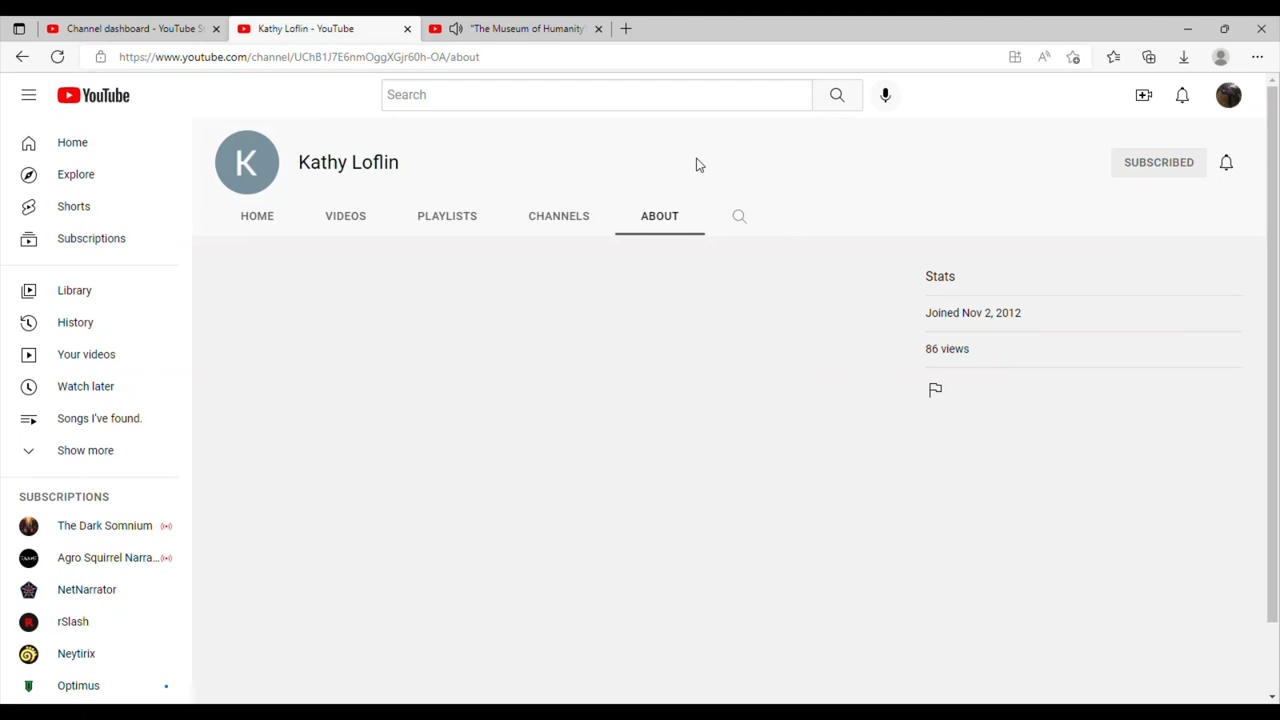 Channel dashboard - YouTube S
Kathy Loflin - YouTube
"The Museum of Humanity"
https://www.youtube.com/channel/UChB1J7E6nmOggXGjr60h-OA/about
YouTube
Search
Home
Explore
Shorts
Subscriptions
Library
History
Your videos
Watch later
Songs I've found.
Show more
SUBSCRIPTIONS
The Dark Somnium
Agro Squirrel Narra...
NetNarrator
rSlash
Neytirix
Optimus
K
Kathy Loflin
SUBSCRIBED
HOME VIDEOS PLAYLISTS CHANNELS ABOUT
Stats
Joined Nov 2, 2012
86 views